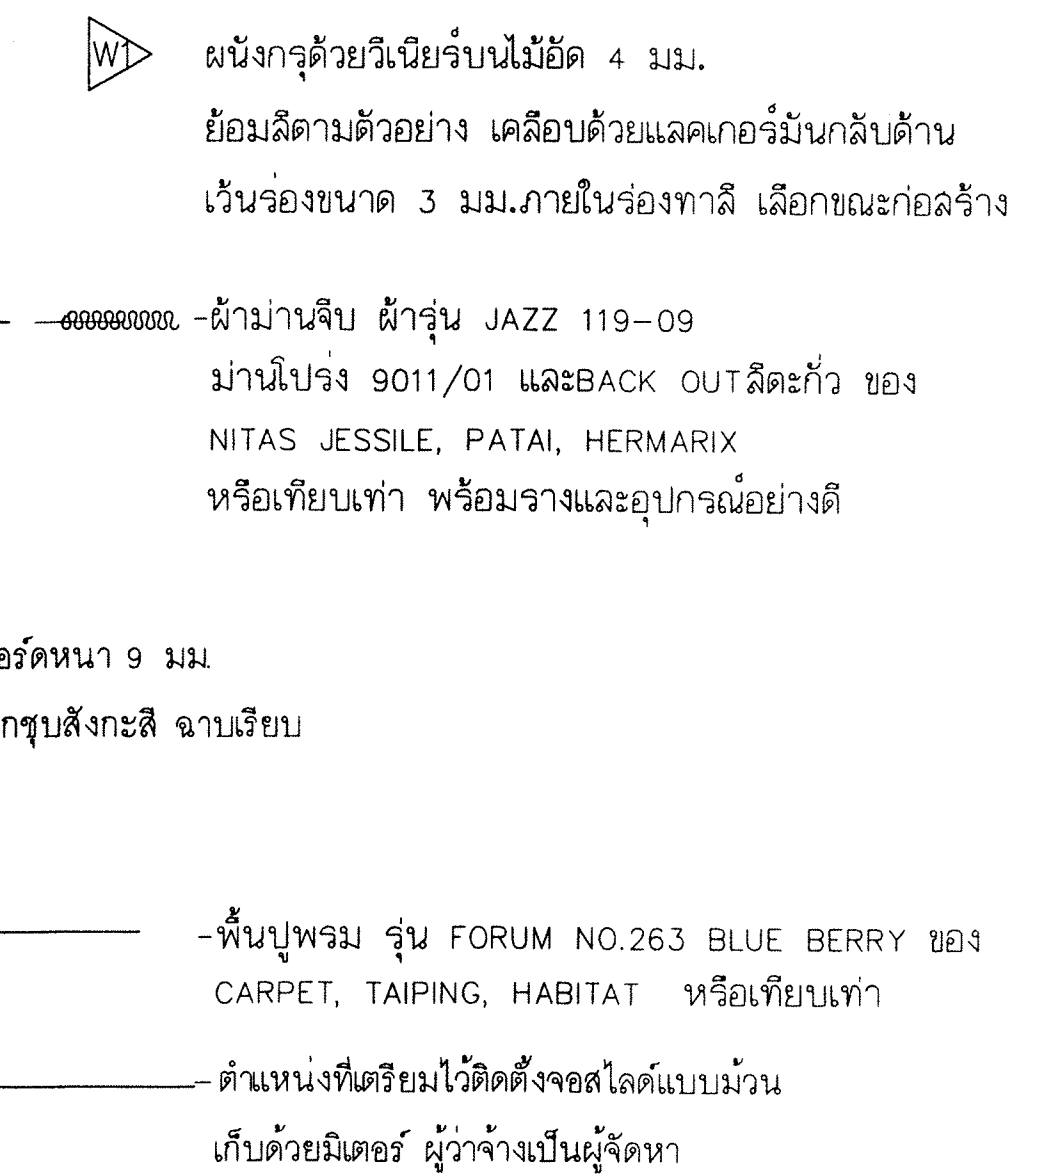 W1 ผนังกรุด้วยวีเนียร์บนไม้อัด 4 มม.
ย้อมสีตามตัวอย่าง เคลือบด้วยแลคเกอร์มันกลับด้าน
เว้นร่องขนาด 3 มม.ภายในร่องทาสี เลือกขณะก่อสร้าง
-ผ้าม่านจีบ ผ้ารุ่น JAZZ 119-09
ม่านโปร่ง 9011/01 และBACK OUTสีตะกั่ว ของ
NITAS JESSILE, PATAI, HERMARIX
หรือเทียบเท่า พร้อมรางและอุปกรณ์อย่างดี
อร์ดหนา 9 มม.
กชุบสังกะสี ฉาบเรียบ
-พื้นปูพรม รุ่น FORUM NO.263 BLUE BERRY ของ
CARPET, TAIPING, HABITAT หรือเทียบเท่า
-ตำแหน่งที่เตรียมไว้ติดตั้งจอสไลด์แบบม้วน
เก็บด้วยมิเตอร์ ผู้ว่าจ้างเป็นผู้จัดหา